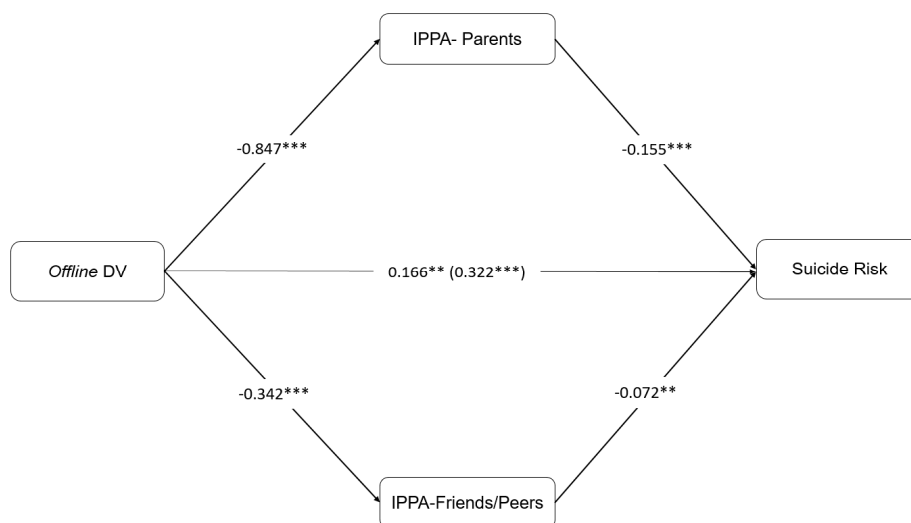 IPPA- Parents
-0.847***
-0.155***
Offline DV
0.166** (0.322***)
Suicide Risk
-0.342***
-0.072**
IPPA-Friends/Peers